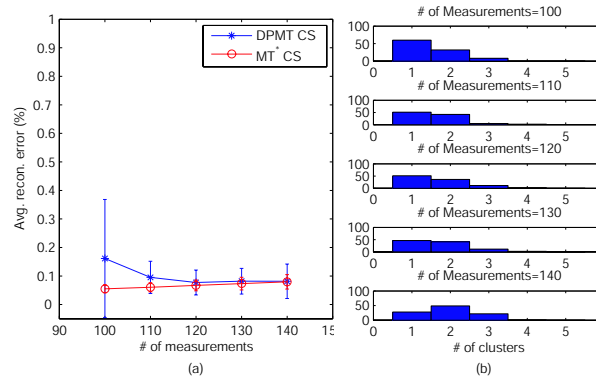 DPMT CS
MT* CS
1
0.9
0.8
0.7
0.6
0.5
0.4
0.3
0.2
0.1
0
Avg. recon. error (%)
90 100 110 120 130 140 15
# of measurements
(a)
# of Measurements=100
100
50
0
0 1 2 3 4 5
# of Measurements=110
100
50
0
0 1 2 3 4 5
# of Measurements=120
100
50
0
0 1 2 3 4 5
# of Measurements=130
100
50
0
0 1 2 3 4 5
# of Measurements=140
100
50
0
0 1 2 3 4 5
# of clusters
(b)